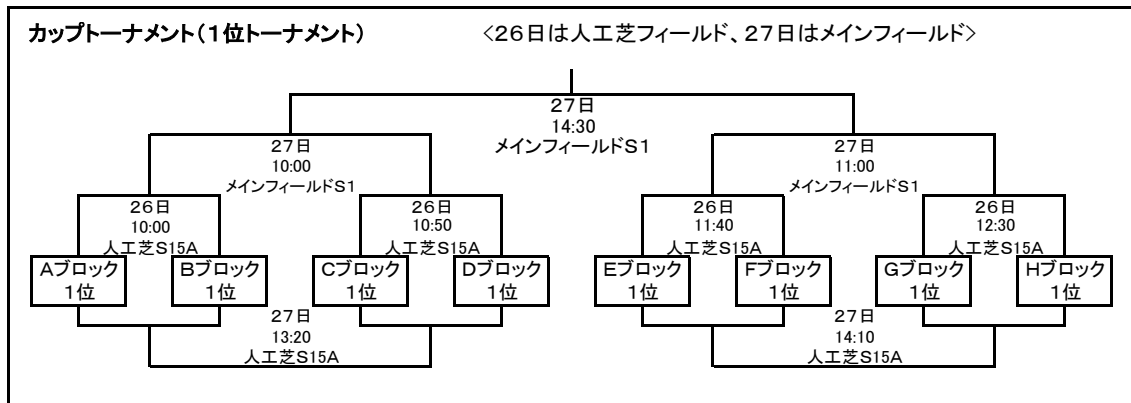 カップトーナメント（１位トーナメント）　＜２６日は人工芝フィールド、２７日はメインフィールド＞
２７日
14:30
メインフィールドＳ１
２７日
10:00
メインフィールドＳ１
２７日
11:00
メインフィールドＳ１
２６日
10:00
人工芝Ｓ15Ａ
２６日
10:50
人工芝Ｓ15Ａ
２６日
11:40
人工芝Ｓ15Ａ
２６日
12:30
人工芝Ｓ15Ａ
Ａブロック
１位
Ｂブロック
１位
Ｃブロック
１位
Ｄブロック
１位
Ｅブロック
１位
Ｆブロック
１位
Ｇブロック
１位
Ｈブロック
１位
２７日
13:20
人工芝Ｓ15Ａ
２７日
14:10
人工芝Ｓ15Ａ